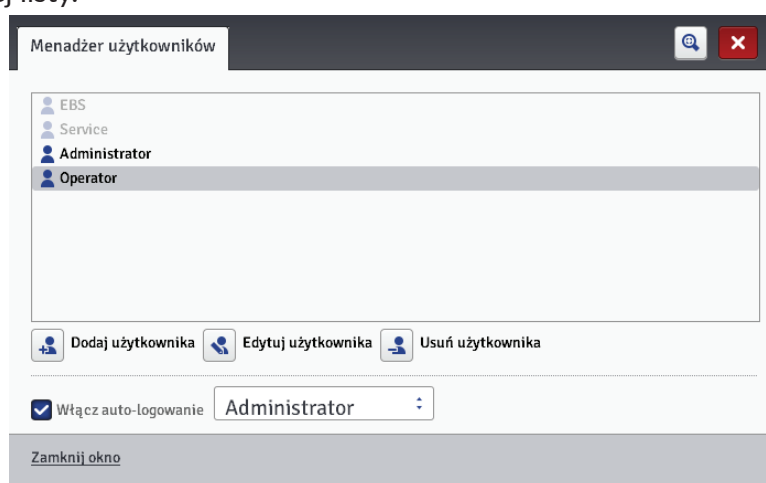 Menadżer użytkowników
EBS
Service
Administrator
Operator
Dodaj użytkownika Edytuj użytkownika Usuń użytkownika
Włącz auto-logowanie Administrator
Zamknij okno